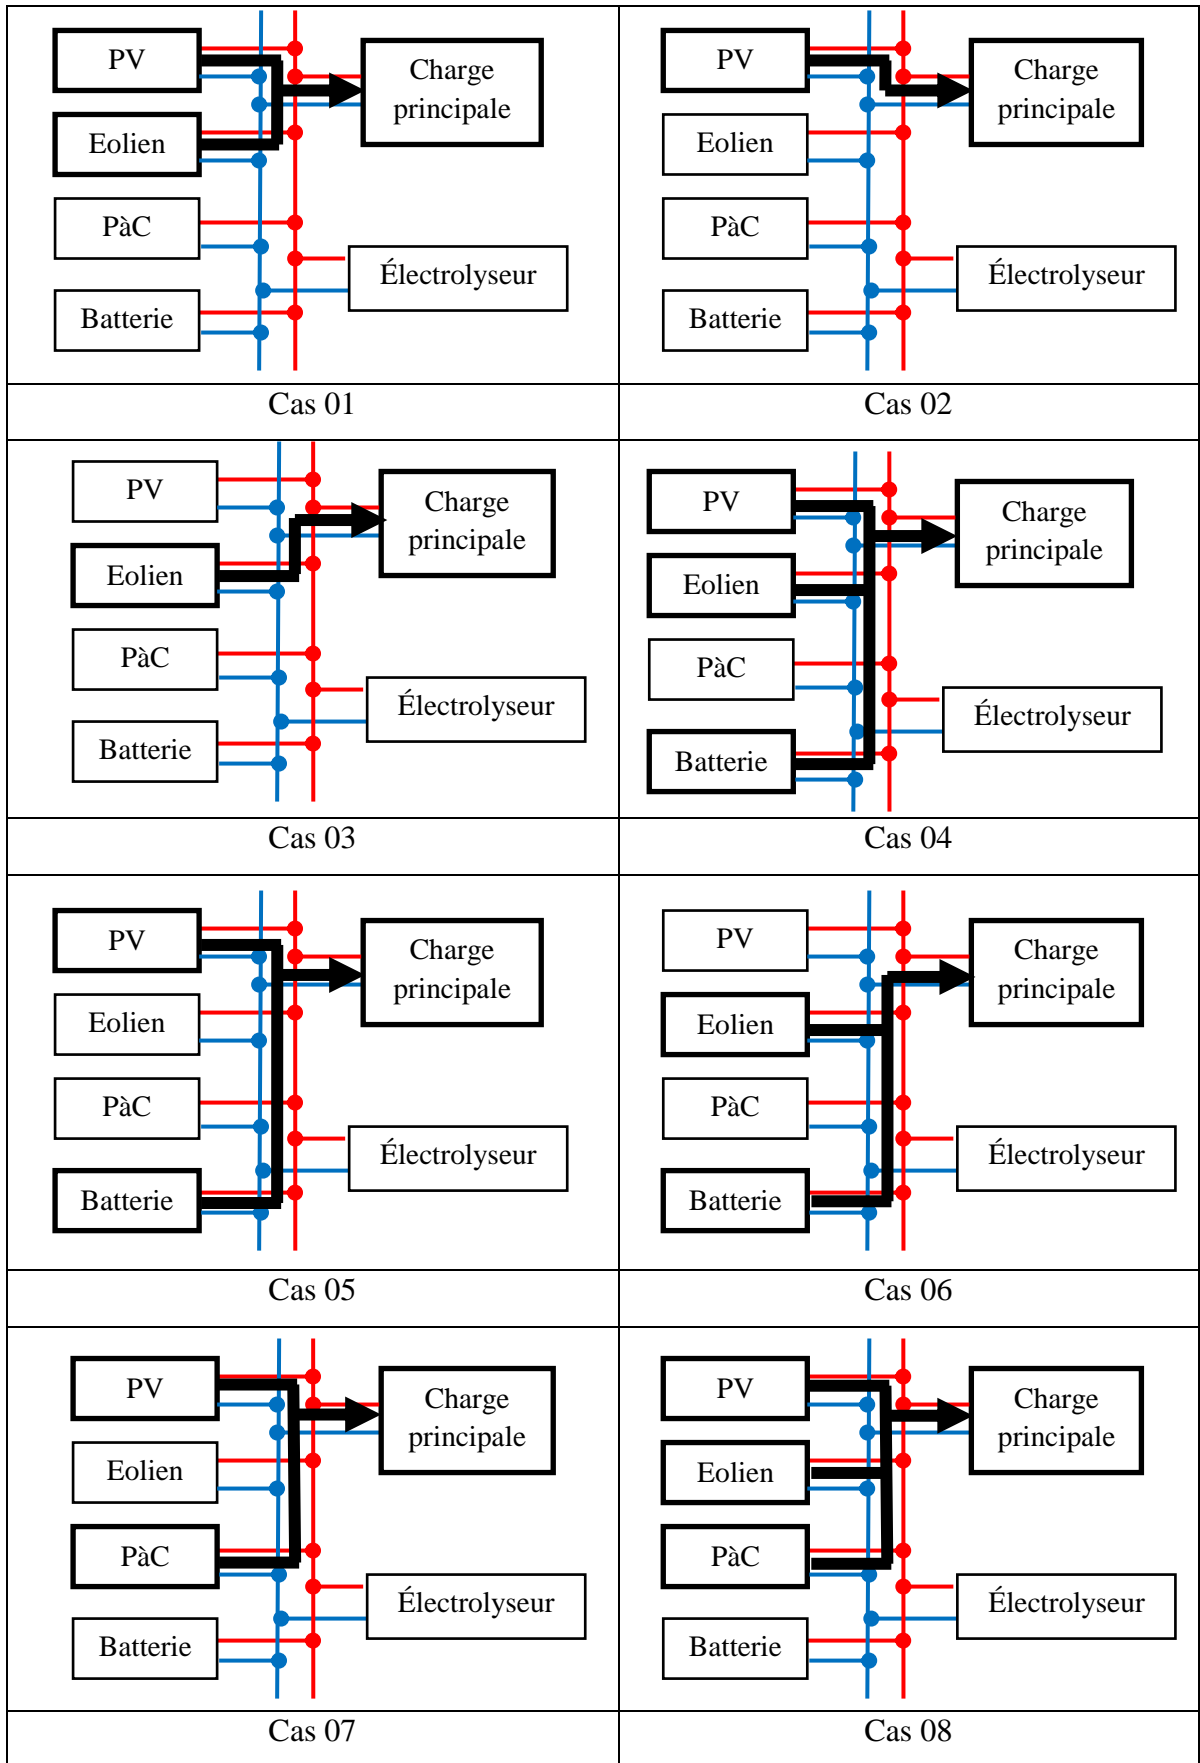 PV
Charge
principale
Eolien
PàC
Électrolyseur
Batterie
PV
Charge
principale
Eolien
PàC
Électrolyseur
Batterie
Cas 01
Cas 02
PV
Charge
principale
Eolien
PàC
Électrolyseur
Batterie
PV
Charge
principale
Eolien
PàC
Électrolyseur
Batterie
Cas 03
Cas 04
PV
Charge
principale
Eolien
PàC
Électrolyseur
Batterie
PV
Charge
principale
Eolien
PàC
Électrolyseur
Batterie
Cas 05
Cas 06
PV
Charge
principale
Eolien
PàC
Électrolyseur
Batterie
PV
Charge
principale
Eolien
PàC
Électrolyseur
Batterie
Cas 07
Cas 08